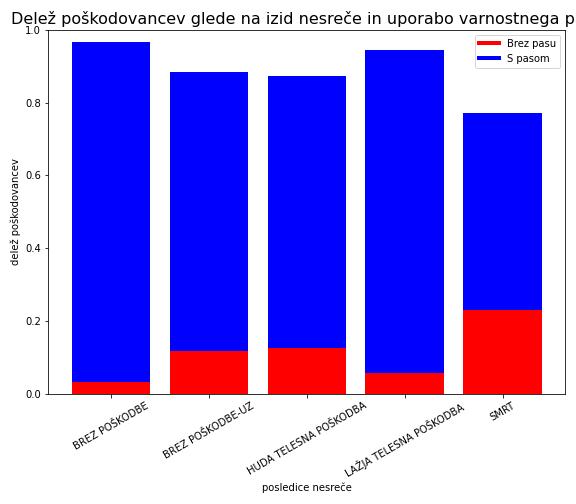 Delež poškodovancev glede na izid nesreče in uporabo varnostnega p
Brez pasu
S pasom
1.0
0.8
0.6
0.4
0.2
0.0
delež poškodovancev
BREZ POŠKODBE
BREZ POŠKODBE-UZ
HUDA TELESNA POŠKODBA
LAŽJA TELESNA POŠKODBA
SMRT
posledice nesreče